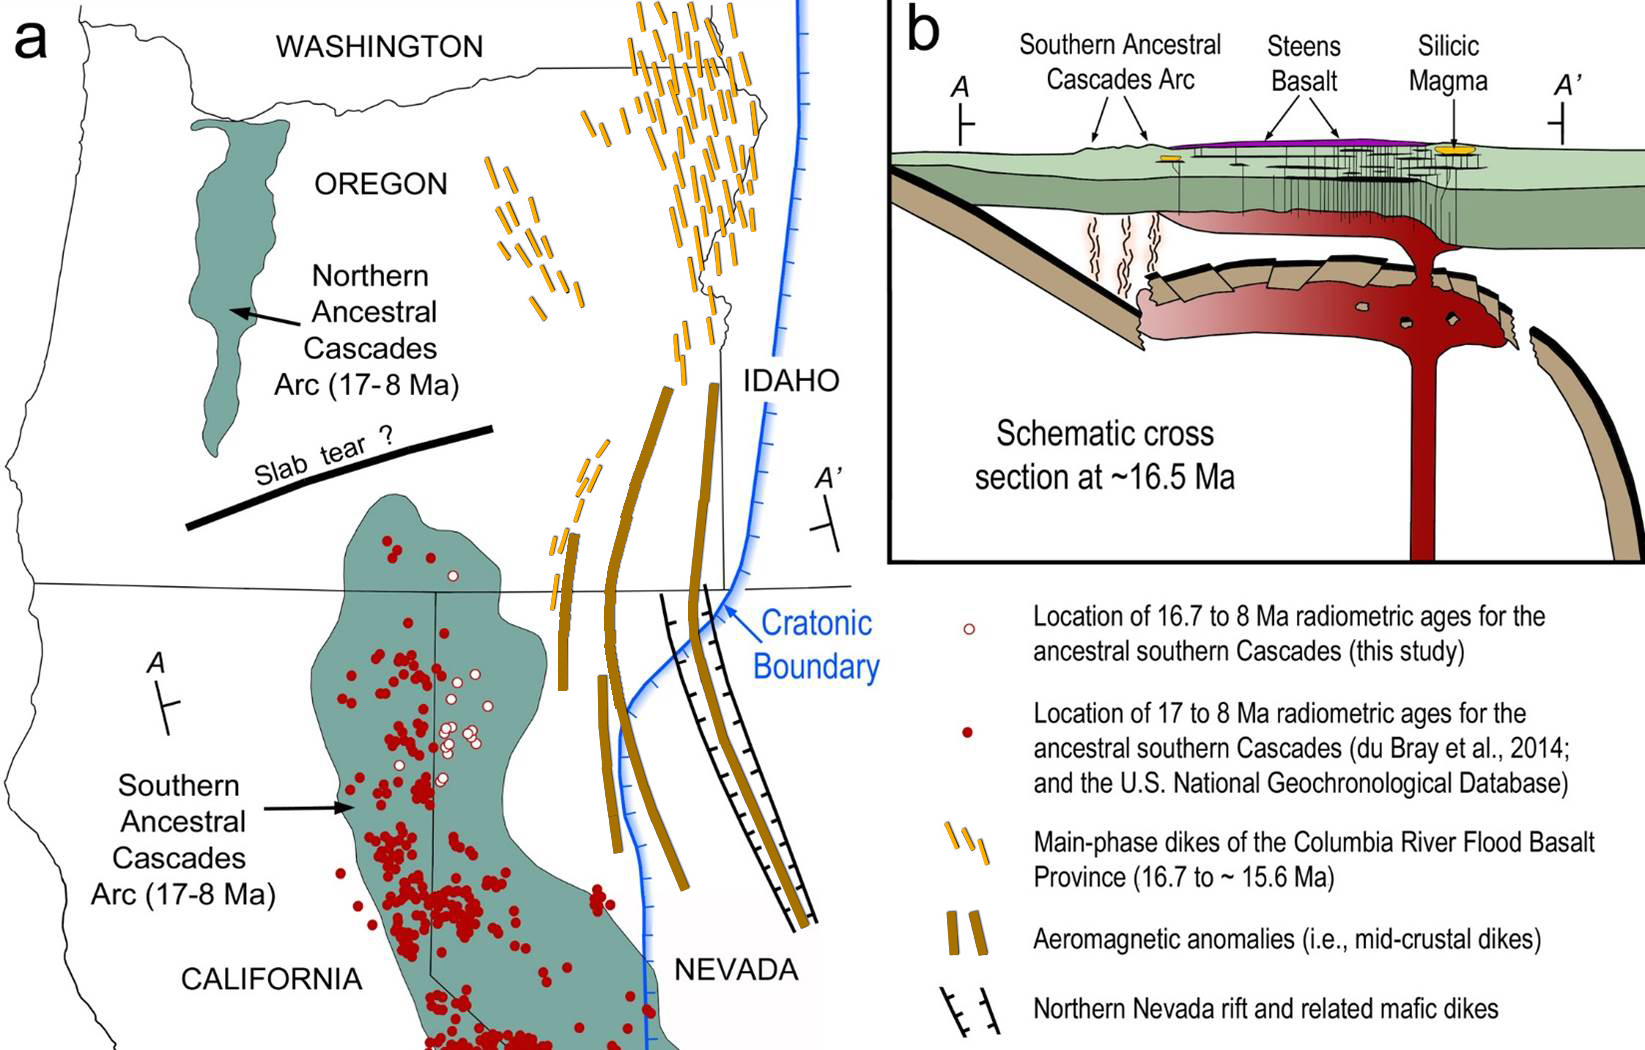 a
WASHINGTON
OREGON
Northern
Ancestral
Cascades
Arc (17-8 Ma)
IDAHO
Slab tear ?
A'
Cratonic
Boundary
A
Southern
Ancestral
Cascades
Arc (17-8 Ma)
CALIFORNIA
NEVADA
b
Southern Ancestral
Cascades Arc
Steens
Basalt
Silicic
Magma
A
A'
Schematic cross
section at ~16.5 Ma
Location of 16.7 to 8 Ma radiometric ages for the
ancestral southern Cascades (this study)
Location of 17 to 8 Ma radiometric ages for the
ancestral southern Cascades (du Bray et al., 2014;
and the U.S. National Geochronological Database)
Main-phase dikes of the Columbia River Flood Basalt
Province (16.7 to ~ 15.6 Ma)
Aeromagnetic anomalies (i.e., mid-crustal dikes)
Northern Nevada rift and related mafic dikes